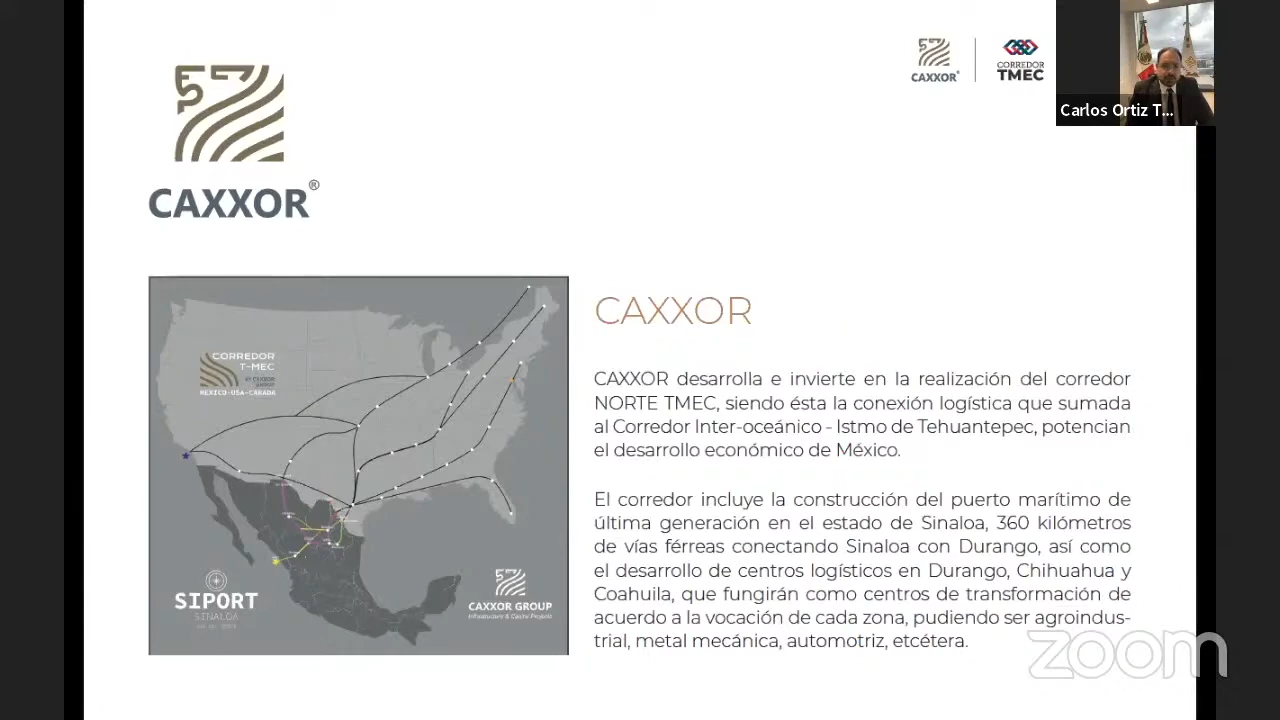 CAXXOR®
CORREDOR
TMEC
Carlos Ortiz T...
CAXXOR®
CORREDOR
T-MEC
MEXICO-USA-CANADA
SIPORT
SINALOA
CAXXOR GROUP
CAXXOR
CAXXOR desarrolla e invierte en la realización del corredor
NORTE TMEC, siendo ésta la conexión logística que sumada
al Corredor Inter-oceánico - Istmo de Tehuantepec, potencian
el desarrollo económico de México.
El corredor incluye la construcción del puerto marítimo de
última generación en el estado de Sinaloa, 360 kilómetros
de vías férreas conectando Sinaloa con Durango, así como
el desarrollo de centros logísticos en Durango, Chihuahua y
Coahuila, que fungirán como centros de transformación de
acuerdo a la vocación de cada zona, pudiendo ser agroindus-
trial, metal mecánica, automotriz, etcétera.
zoom